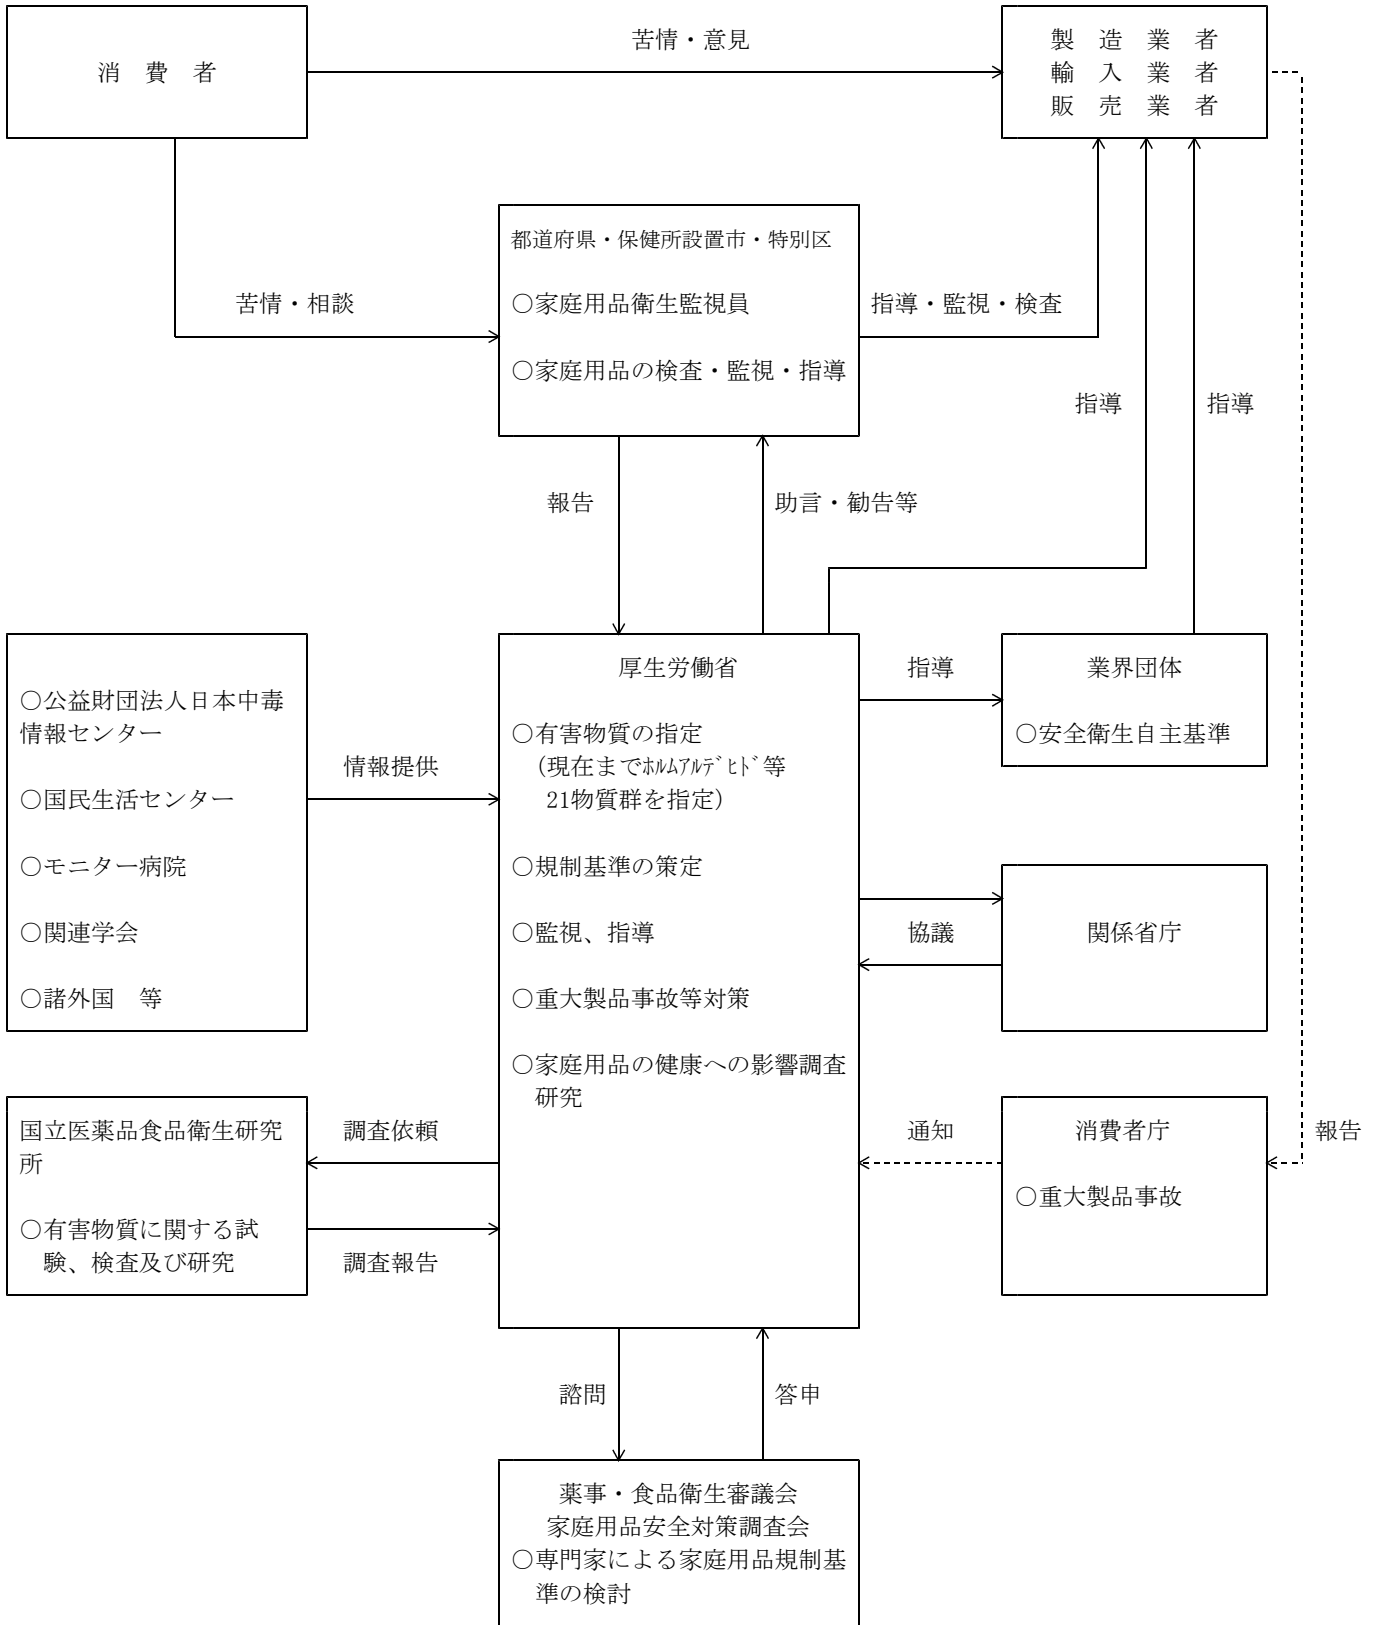 苦情・意見
消　費　者
製　造　業　者
輸　入　業　者
販　売　業　者
都道府県・保健所設置市・特別区
○家庭用品衛生監視員
○家庭用品の検査・監視・指導
苦情・相談
指導・監視・検査
指導
指導
報告
助言・勧告等
○公益財団法人日本中毒
情報センター
○国民生活センター
○モニター病院
○関連学会
○諸外国　等
情報提供
厚生労働省
○有害物質の指定
（現在までﾎﾙﾑｱﾙﾃﾞﾋﾄﾞ等
21物質群を指定）
○規制基準の策定
○監視、指導
○重大製品事故等対策
○家庭用品の健康への影響調査
研究
指導
業界団体
○安全衛生自主基準
協議
関係省庁
国立医薬品食品衛生研究
所
○有害物質に関する試
験、検査及び研究
調査依頼
調査報告
通知
消費者庁
○重大製品事故
報告
諮問
答申
薬事・食品衛生審議会
家庭用品安全対策調査会
○専門家による家庭用品規制基
準の検討